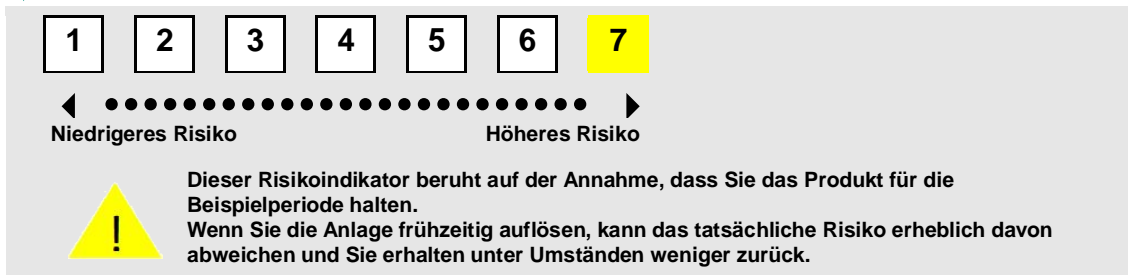 1 2 3 4 5 6 7
Niedrigeres Risiko Höheres Risiko
Dieser Risikoindikator beruht auf der Annahme, dass Sie das Produkt für die
Beispielperiode halten.
! Wenn Sie die Anlage frühzeitig auflösen, kann das tatsächliche Risiko erheblich davon
abweichen und Sie erhalten unter Umständen weniger zurück.